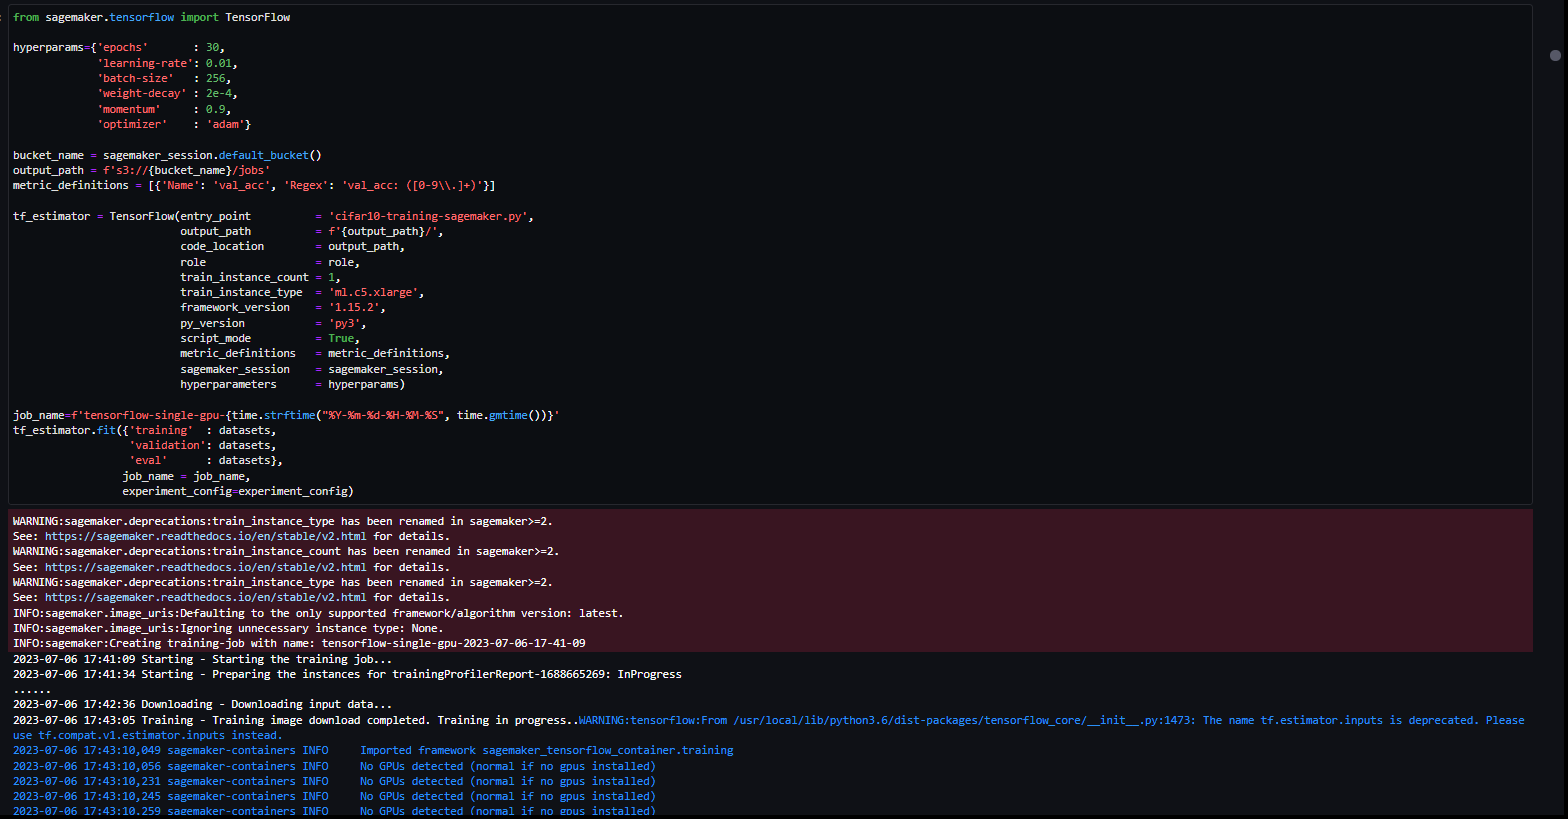 from sagemaker.tensorflow import TensorFlow
hyperparams={'epochs'       : 30,
             'learning-rate': 0.01,
             'batch-size'   : 256,
             'weight-decay' : 2e-4,
             'momentum'     : 0.9,
             'optimizer'    : 'adam'}
bucket_name = sagemaker_session.default_bucket()
output_path = f's3://{bucket_name}/jobs'
metric_definitions = [{'Name': 'val_acc', 'Regex': 'val_acc: ([0-9\\.]+)'}]
tf_estimator = TensorFlow(entry_point          = 'cifar10-training-sagemaker.py',
                          output_path          = f'{output_path}/',
                          code_location        = output_path,
                          role                 = role,
                          train_instance_count = 1,
                          train_instance_type  = 'ml.c5.xlarge',
                          framework_version    = '1.15.2',
                          py_version           = 'py3',
                          script_mode          = True,
                          metric_definitions   = metric_definitions,
                          sagemaker_session    = sagemaker_session,
                          hyperparameters      = hyperparams)
job_name=f'tensorflow-single-gpu-{time.strftime("%Y-%m-%d-%H-%M-%S", time.gmtime())}'
tf_estimator.fit({'training'  : datasets,
                  'validation': datasets,
                  'eval'      : datasets},
                 job_name = job_name,
                 experiment_config=experiment_config)
WARNING:sagemaker.deprecations:train_instance_type has been renamed in sagemaker>=2.
See: https://sagemaker.readthedocs.io/en/stable/v2.html for details.
WARNING:sagemaker.deprecations:train_instance_count has been renamed in sagemaker>=2.
See: https://sagemaker.readthedocs.io/en/stable/v2.html for details.
WARNING:sagemaker.deprecations:train_instance_type has been renamed in sagemaker>=2.
See: https://sagemaker.readthedocs.io/en/stable/v2.html for details.
INFO:sagemaker.image_uris:Defaulting to the only supported framework/algorithm version: latest.
INFO:sagemaker.image_uris:Ignoring unnecessary instance type: None.
INFO:sagemaker:Creating training-job with name: tensorflow-single-gpu-2023-07-06-17-41-09
2023-07-06 17:41:09 Starting - Starting the training job...
2023-07-06 17:41:34 Starting - Preparing the instances for trainingProfilerReport-1688665269: InProgress
......
2023-07-06 17:42:36 Downloading - Downloading input data...
2023-07-06 17:43:05 Training - Training image download completed. Training in progress..WARNING:tensorflow:From /usr/local/lib/python3.6/dist-packages/tensorflow_core/__init__.py:1473: The name tf.estimator.inputs is deprecated. Please
use tf.compat.v1.estimator.inputs instead.
2023-07-06 17:43:10,049 sagemaker-containers INFO     Imported framework sagemaker_tensorflow_container.training
2023-07-06 17:43:10,056 sagemaker-containers INFO     No GPUs detected (normal if no gpus installed)
2023-07-06 17:43:10,231 sagemaker-containers INFO     No GPUs detected (normal if no gpus installed)
2023-07-06 17:43:10,245 sagemaker-containers INFO     No GPUs detected (normal if no gpus installed)
2023-07-06 17:43:10,259 sagemaker-containers INFO     No GPUs detected (normal if no gpus installed)